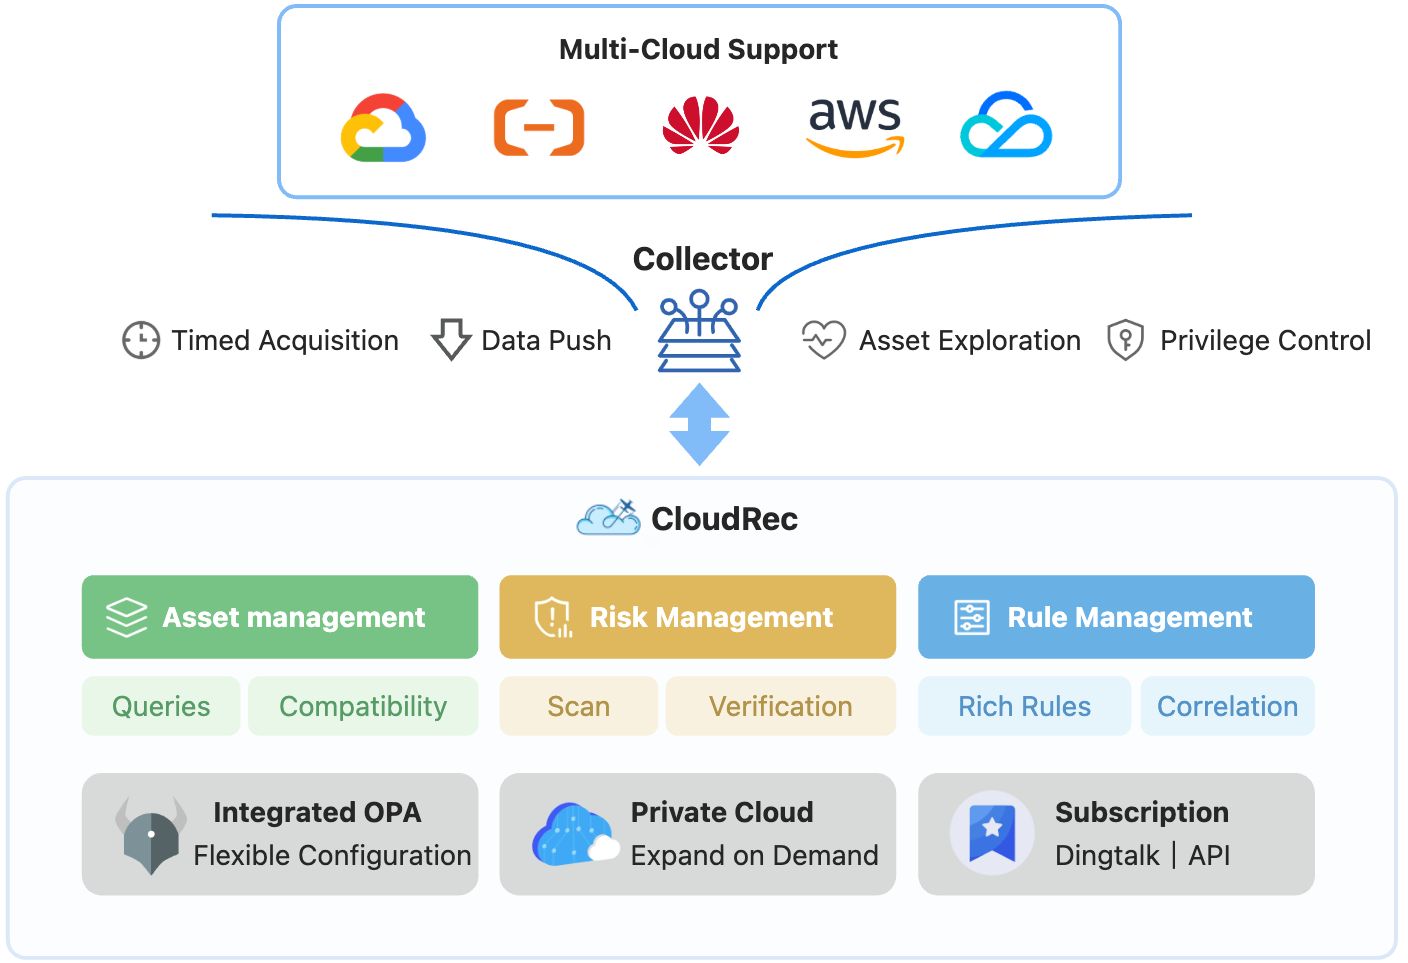 Multi-Cloud Support
aws
Collector
Timed Acquisition
Data Push
Asset Exploration
Privilege Control
CloudRec
Asset management
Risk Management
Rule Management
Queries
Compatibility
Scan
Verification
Rich Rules
Correlation
Integrated OPA
Flexible Configuration
Private Cloud
Expand on Demand
Subscription
Dingtalk | API